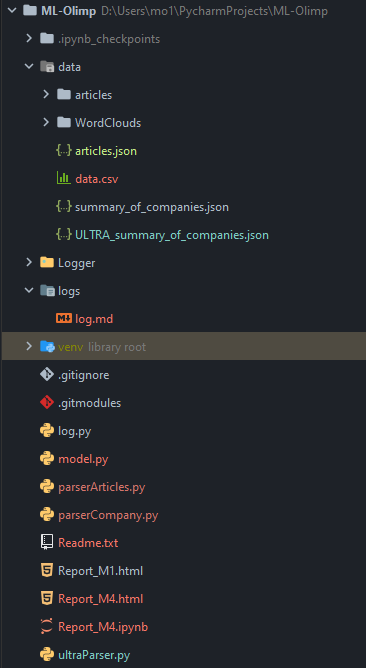 ML-Olimp D:\Users\mo1\PycharmProjects\ML-Olimp
.ipynb_checkpoints
data
articles
WordClouds
articles.json
data.csv
summary_of_companies.json
ULTRA_summary_of_companies.json
Logger
logs
log.md
venv library root
.gitignore
.gitmodules
log.py
model.py
parserArticles.py
parserCompany.py
Readme.txt
Report_M1.html
Report_M4.html
Report_M4.ipynb
ultraParser.py